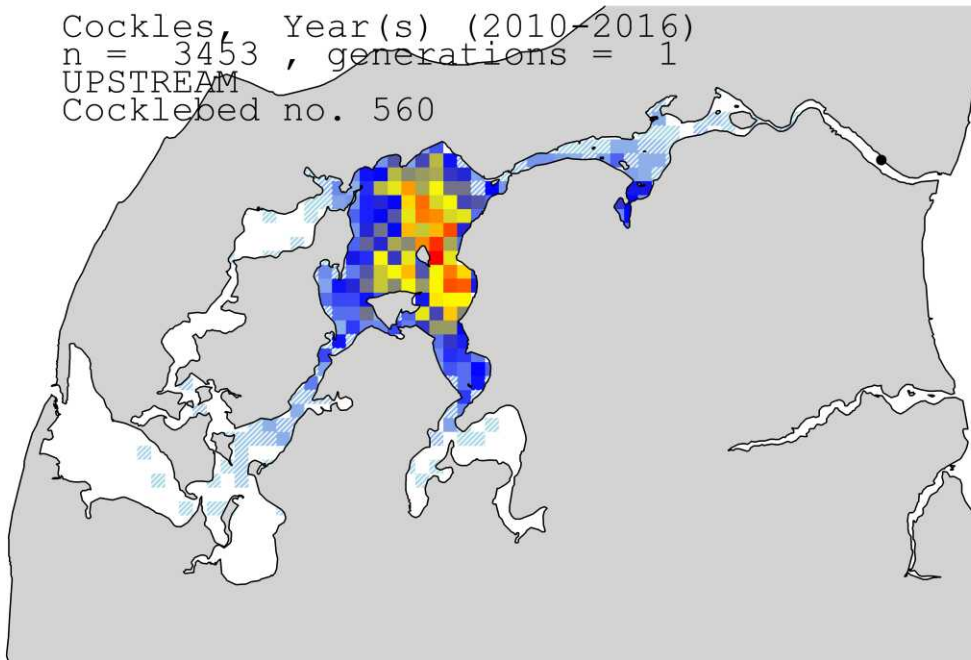 Cockles,  Year(s) (2010-2016)
n =  3453 , generations =  1
UPSTREAM
Cocklebed no. 560